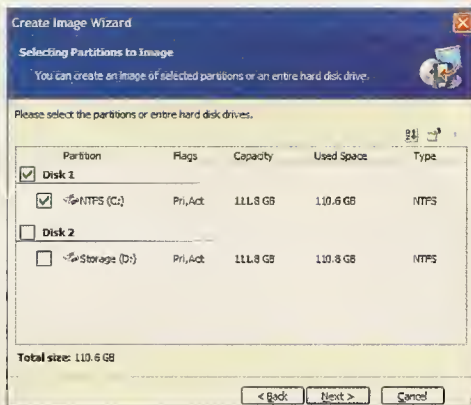 Create Image Wizard
Selecting Partitions to Image
You can create an image of selected partitions or an entire hard disk drive.
Please select the partitions or entire hard disk drives.
Partition Flags Capacity Used Space Type
Disk 1
NTFS (C:) Pri,Act 111.8 GB 110.6 GB NTFS
Disk 2
Storage (D:) Pri,Act 111.8 GB 110.8 GB NTFS
Total size: 110.6 GB
< Back Next > Cancel